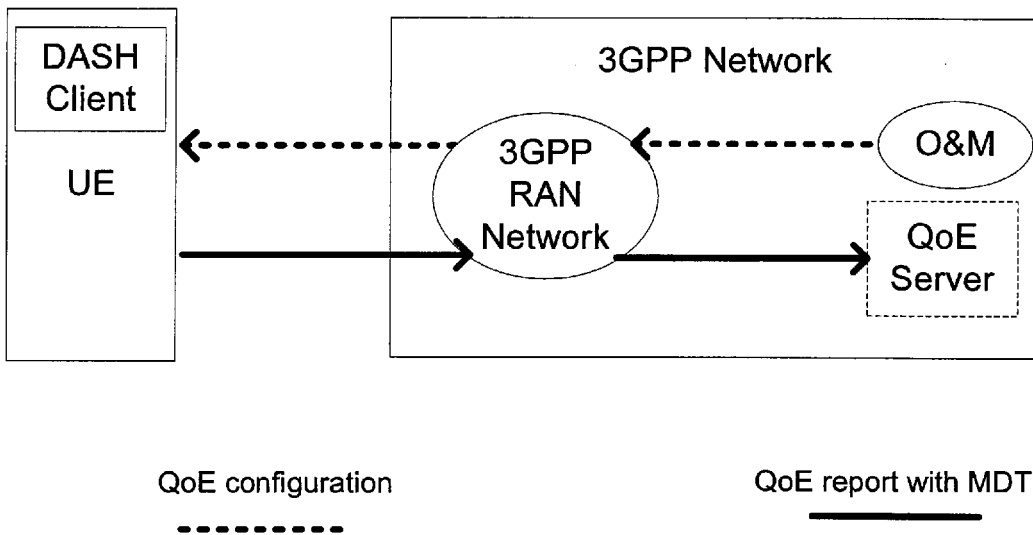 DASH
Client
UE
3GPP Network
3GPP
RAN
Network
O&M
QoE
Server
QoE configuration
QoE report with MDT